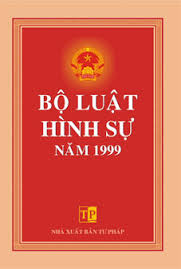 BỘ LUẬT
HÌNH SỰ
NĂM 1999
TP
NHÀ XUẤT BẢN TƯ PHÁP